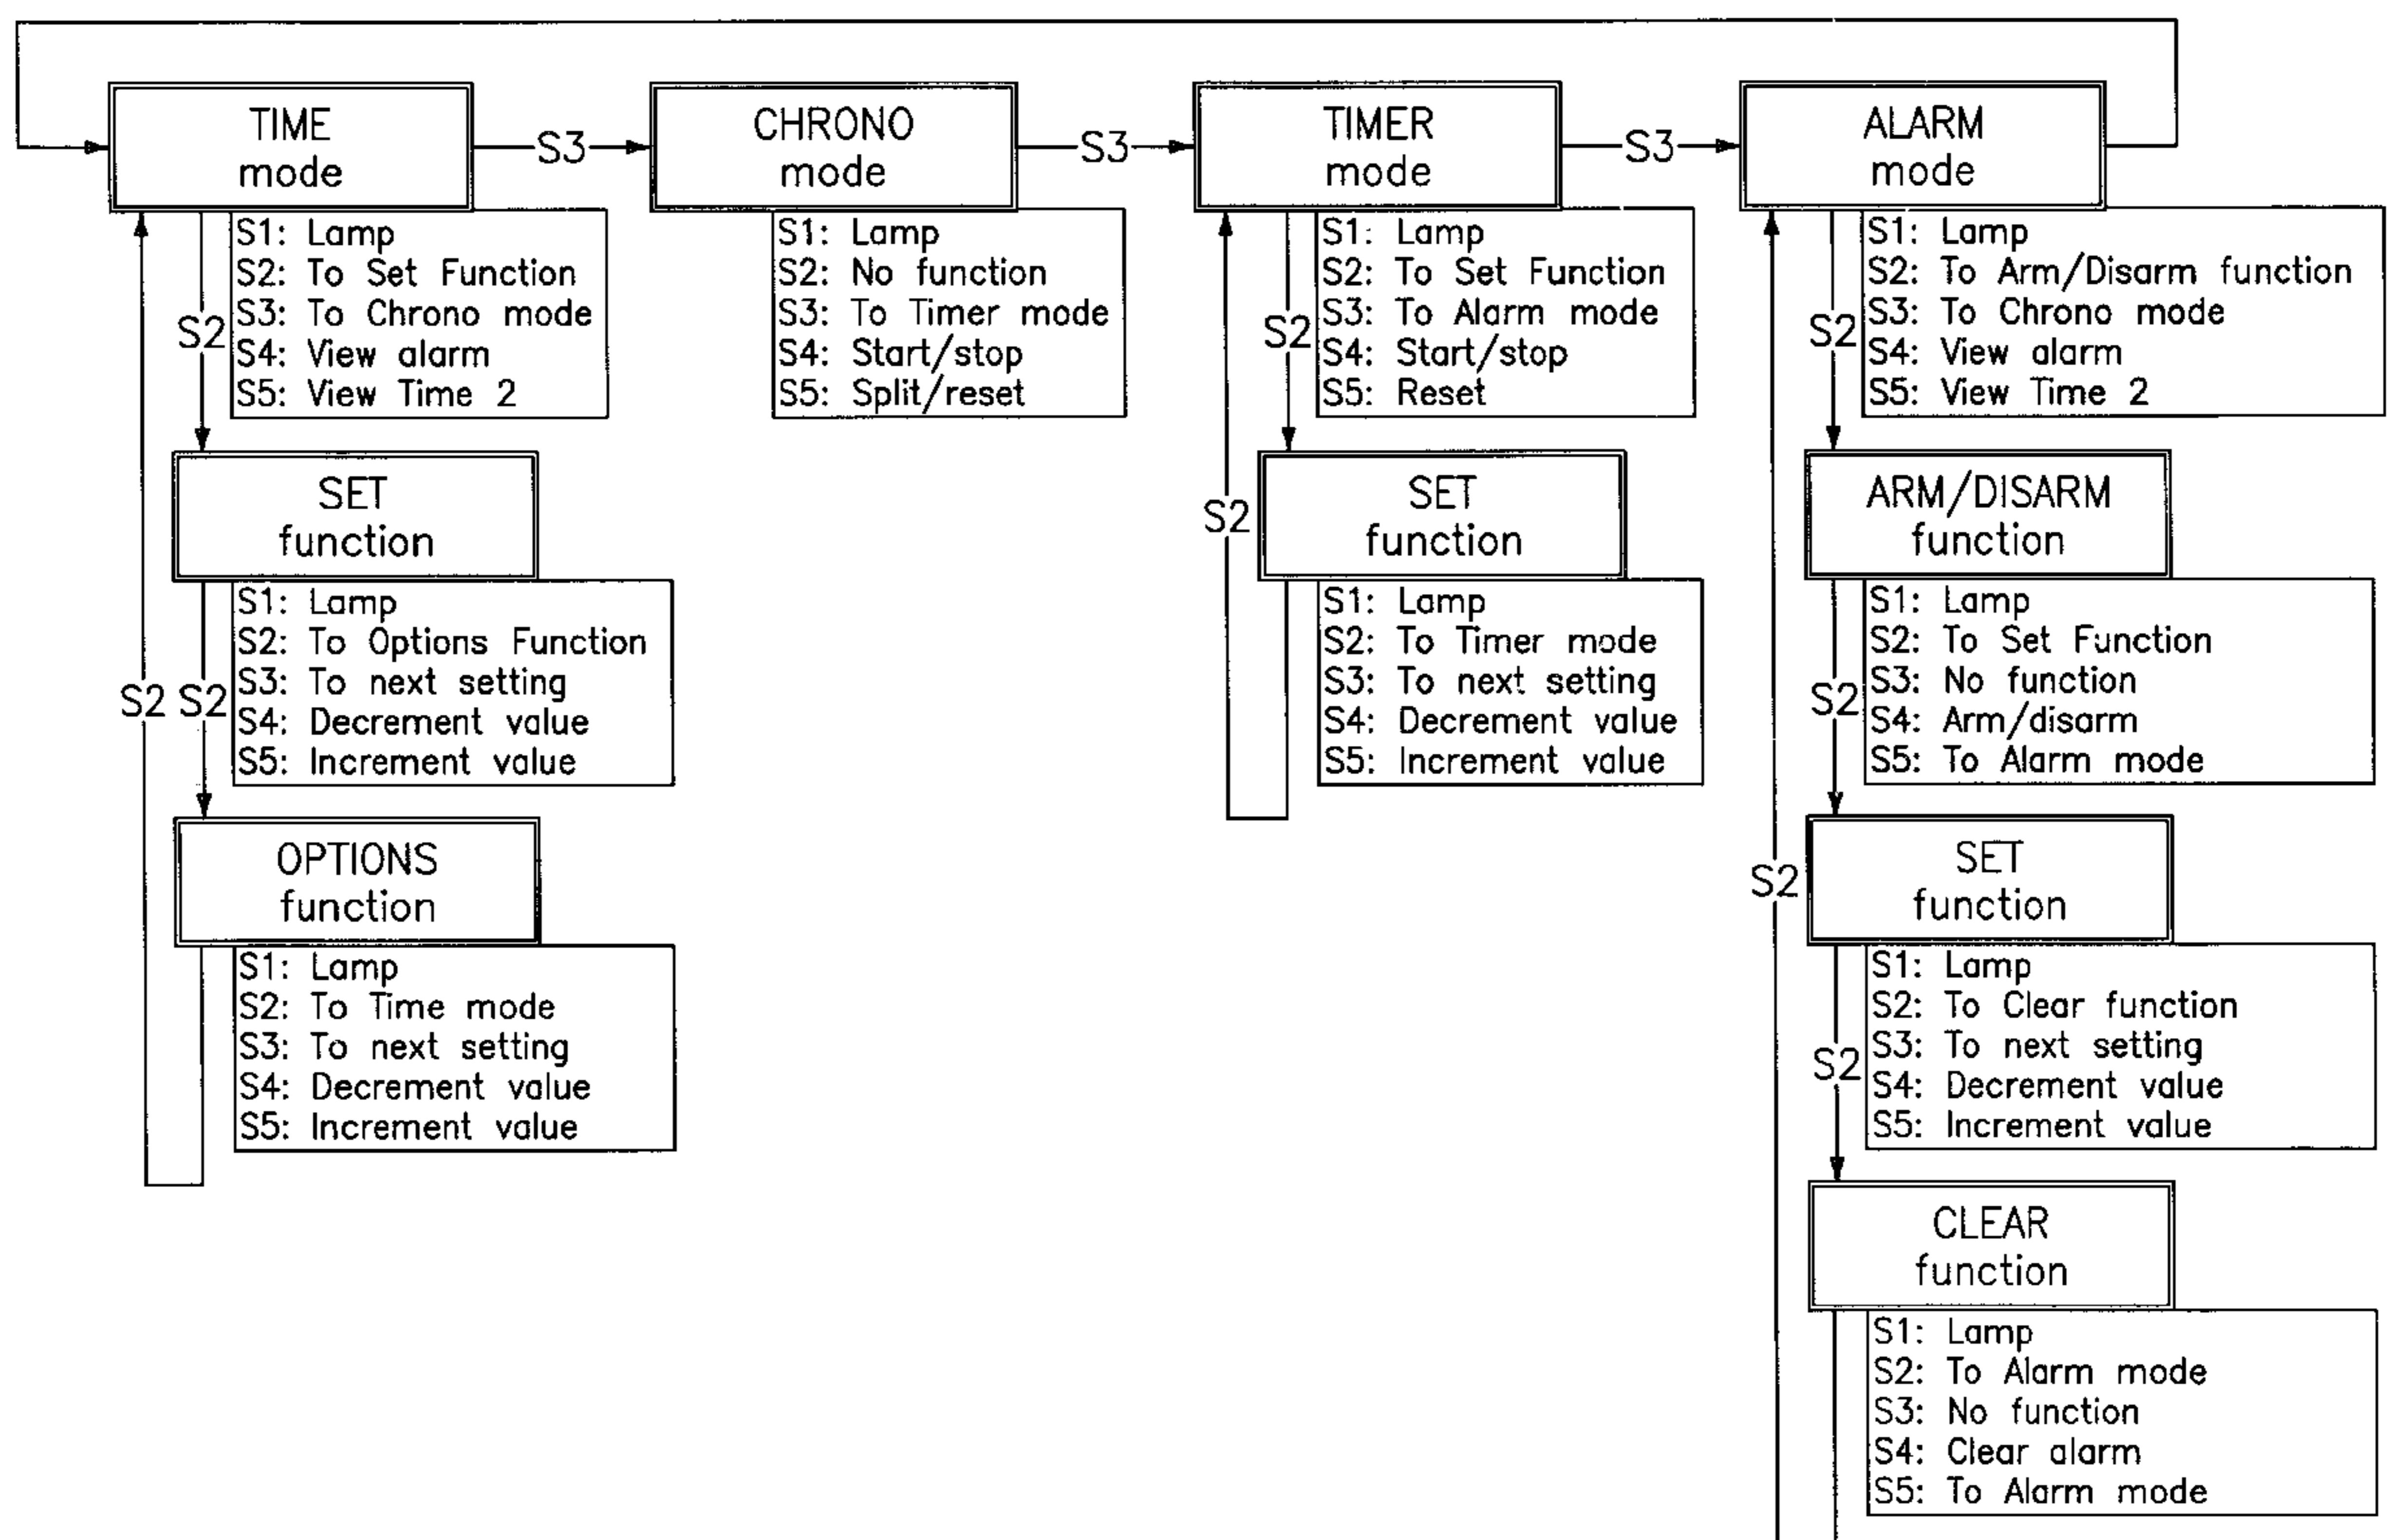 TIME
mode
S3
CHRONO
mode
S3
TIMER
mode
S3
ALARM
mode
S1: Lamp
S2: To Set Function
S3: To Chrono mode
S4: View alarm
S5: View Time 2
S2
S1: Lamp
S2: No function
S3: To Timer mode
S4: Start/stop
S5: Split/reset
S1: Lamp
S2: To Set Function
S3: To Alarm mode
S4: Start/stop
S5: Reset
S2
S1: Lamp
S2: To Arm/Disarm function
S3: To Chrono mode
S4: View alarm
S5: View Time 2
S2
SET
function
S1: Lamp
S2: To Options Function
S3: To next setting
S4: Decrement value
S5: Increment value
S2
S2
OPTIONS
function
S1: Lamp
S2: To Time mode
S3: To next setting
S4: Decrement value
S5: Increment value
S2
SET
function
S1: Lamp
S2: To Timer mode
S3: To next setting
S4: Decrement value
S5: Increment value
ARM/DISARM
function
S1: Lamp
S2: To Set Function
S3: No function
S4: Arm/disarm
S5: To Alarm mode
S2
S2
SET
function
S1: Lamp
S2: To Clear function
S3: To next setting
S4: Decrement value
S5: Increment value
S2
CLEAR
function
S1: Lamp
S2: To Alarm mode
S3: No function
S4: Clear alarm
S5: To Alarm mode